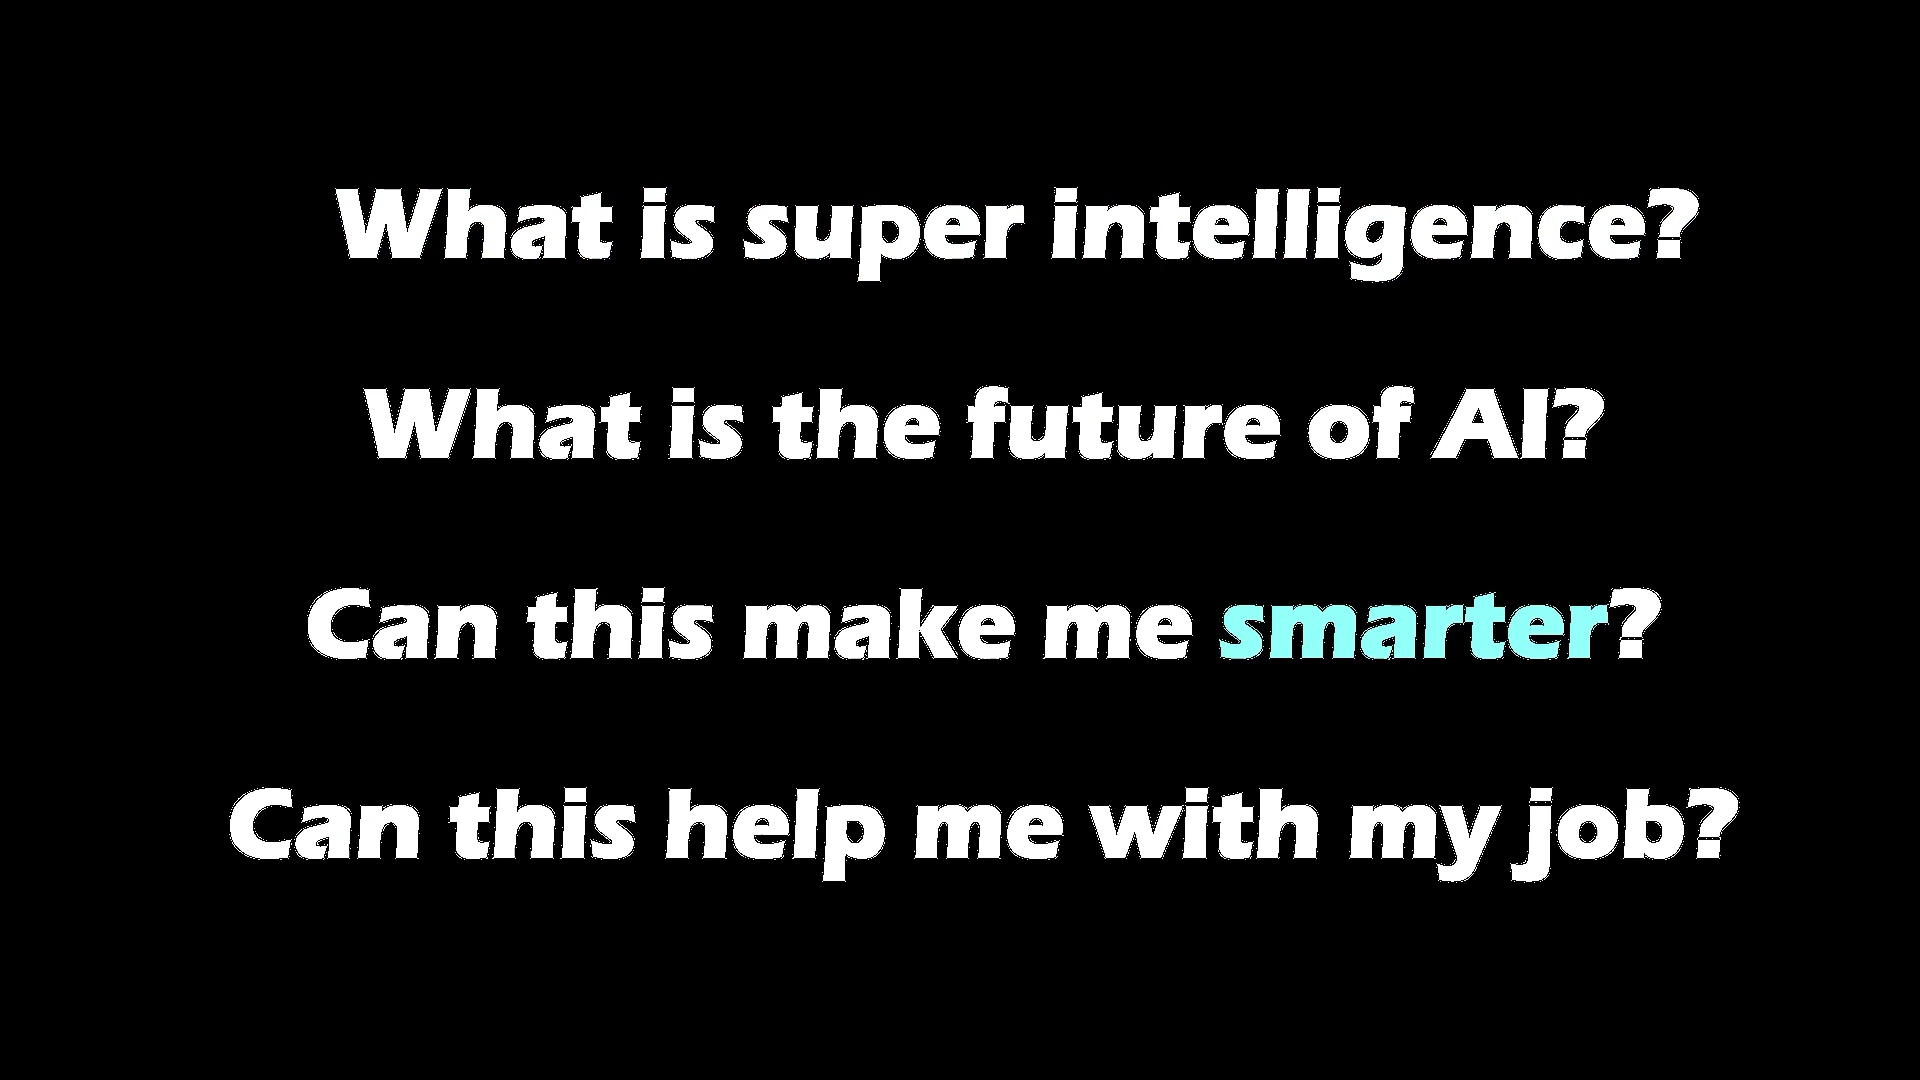 What is super intelligence?
What is the future of AI?
Can this make me smarter?
Can this help me with my job?